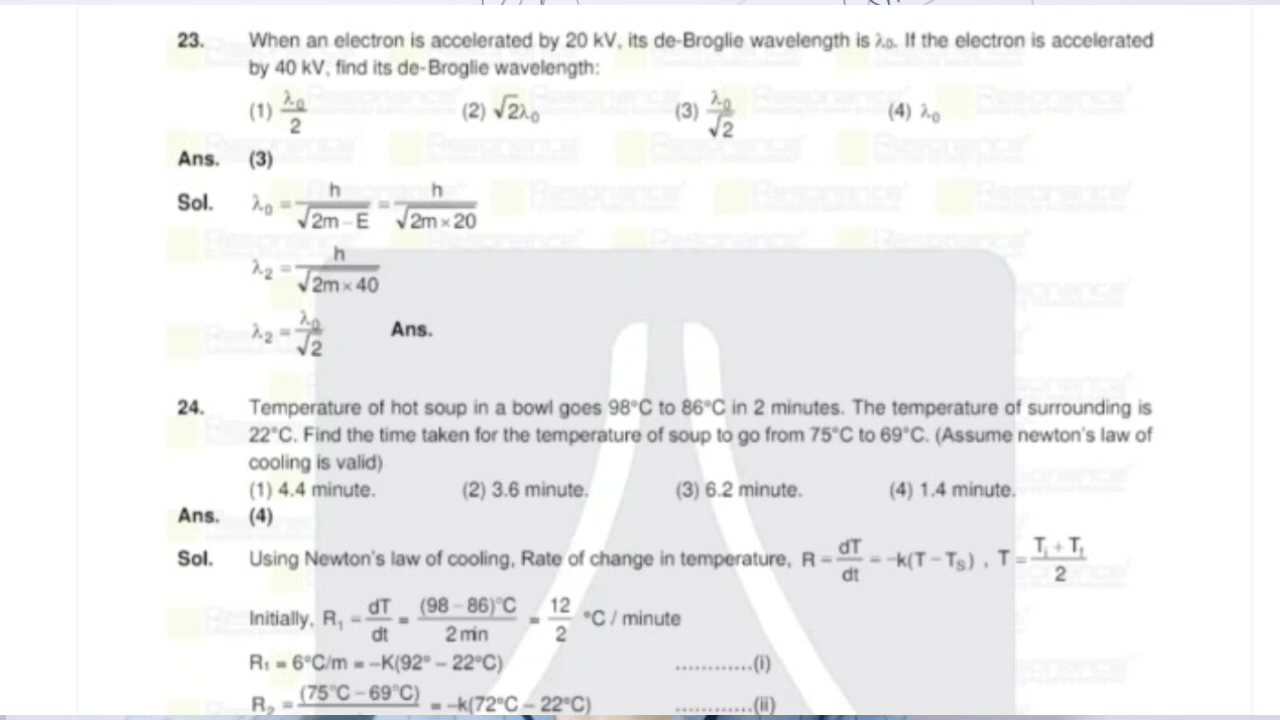 23. When an electron is accelerated by 20 kV, its de-Broglie wavelength is λ₀. If the electron is accelerated
by 40 kV, find its de-Broglie wavelength:
(1) λ₀/2 (2) √2λ₀ (3) λ₀/√2 (4) λ₀
Ans. (3)
Sol. λ₀ = h/√(2m – E) = h/√(2m × 20)
λ₂ = h/√(2m × 40)
λ₂ = λ₀/√2 Ans.
24. Temperature of hot soup in a bowl goes 98°C to 86°C in 2 minutes. The temperature of surrounding is
22°C. Find the time taken for the temperature of soup to go from 75°C to 69°C. (Assume newton's law of
cooling is valid)
(1) 4.4 minute. (2) 3.6 minute. (3) 6.2 minute. (4) 1.4 minute.
Ans. (4)
Sol. Using Newton's law of cooling, Rate of change in temperature, R = dT/dt = –k(T – Tₛ) , T = (Tᵢ + T_f)/2
Initially, R₁ = dT/dt = (98 – 86)°C/2 min = 12/2 °C / minute
R₁ = 6°C/m = –K(92° – 22°C) ............(i)
R₂ = (75°C – 69°C) = –k(72°C – 22°C) ............(ii)
Resonance